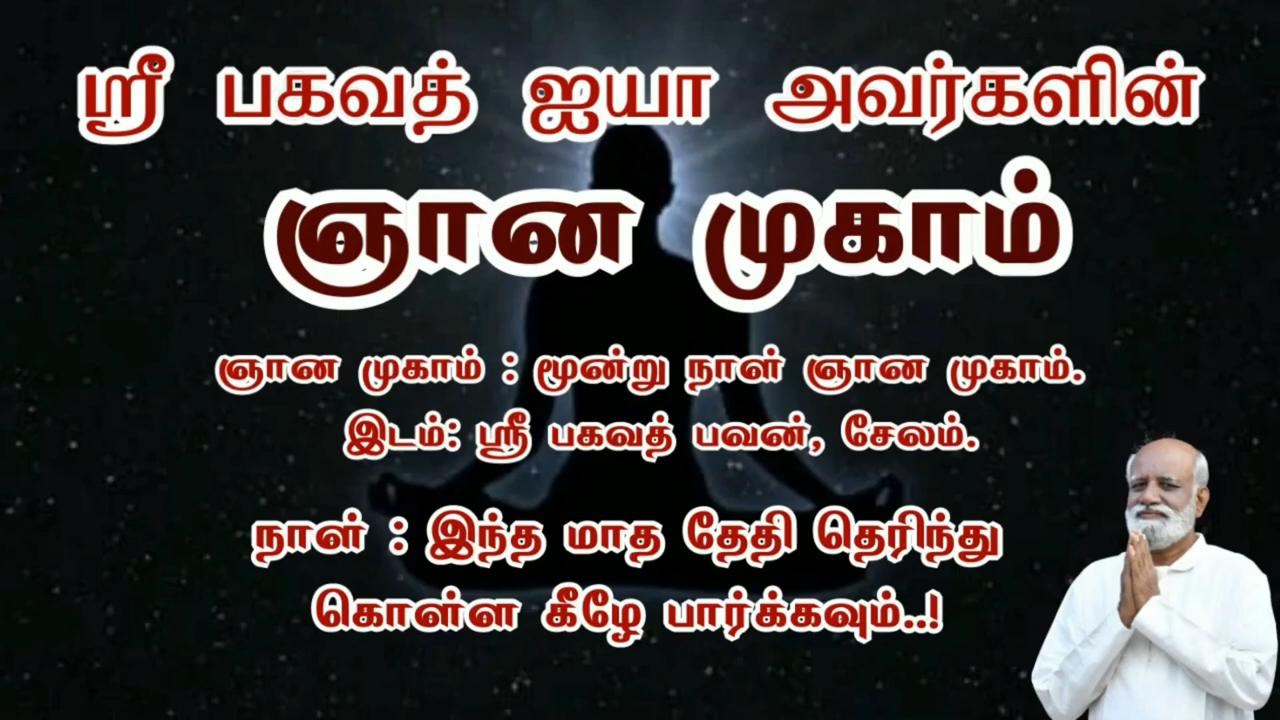 ஸ்ரீ பகவத் ஐயா அவர்களின்
ஞான முகாம்
ஞான முகாம் : மூன்று நாள் ஞான முகாம்.
இடம்: ஸ்ரீ பகவத் பவன், சேலம்.
நாள் : இந்த மாத தேதி தெரிந்து
கொள்ள கீழே பார்க்கவும்..!